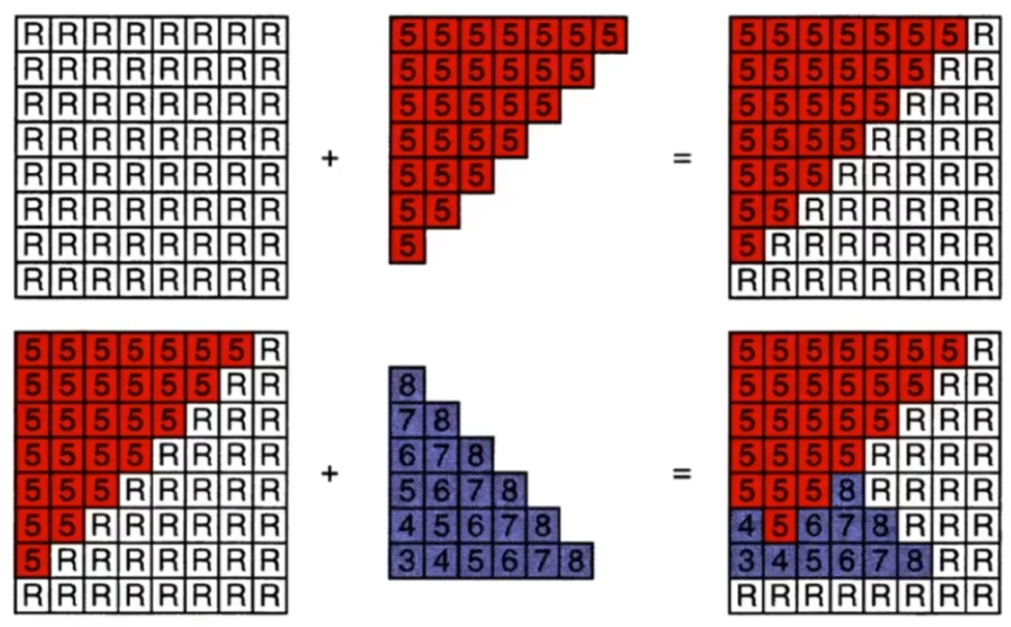 R R R R R R R R
R R R R R R R R
R R R R R R R R
R R R R R R R R
R R R R R R R R
R R R R R R R R
R R R R R R R R
R R R R R R R R
+
5 5 5 5 5 5 5
5 5 5 5 5 5
5 5 5 5 5
5 5 5 5
5 5 5
5 5
5
=
5 5 5 5 5 5 5 R
5 5 5 5 5 5 R R
5 5 5 5 5 R R R
5 5 5 5 R R R R
5 5 5 R R R R R
5 5 R R R R R R
5 R R R R R R R
R R R R R R R R
5 5 5 5 5 5 5 R
5 5 5 5 5 5 R R
5 5 5 5 5 R R R
5 5 5 5 R R R R
5 5 5 R R R R R
5 5 R R R R R R
5 R R R R R R R
R R R R R R R R
+
8
7 8
6 7 8
5 6 7 8
4 5 6 7 8
3 4 5 6 7 8
=
5 5 5 5 5 5 5 R
5 5 5 5 5 5 R R
5 5 5 5 5 R R R
5 5 5 5 R R R R
5 5 5 8 R R R R
4 5 6 7 8 R R R
3 4 5 6 7 8 R R
R R R R R R R R